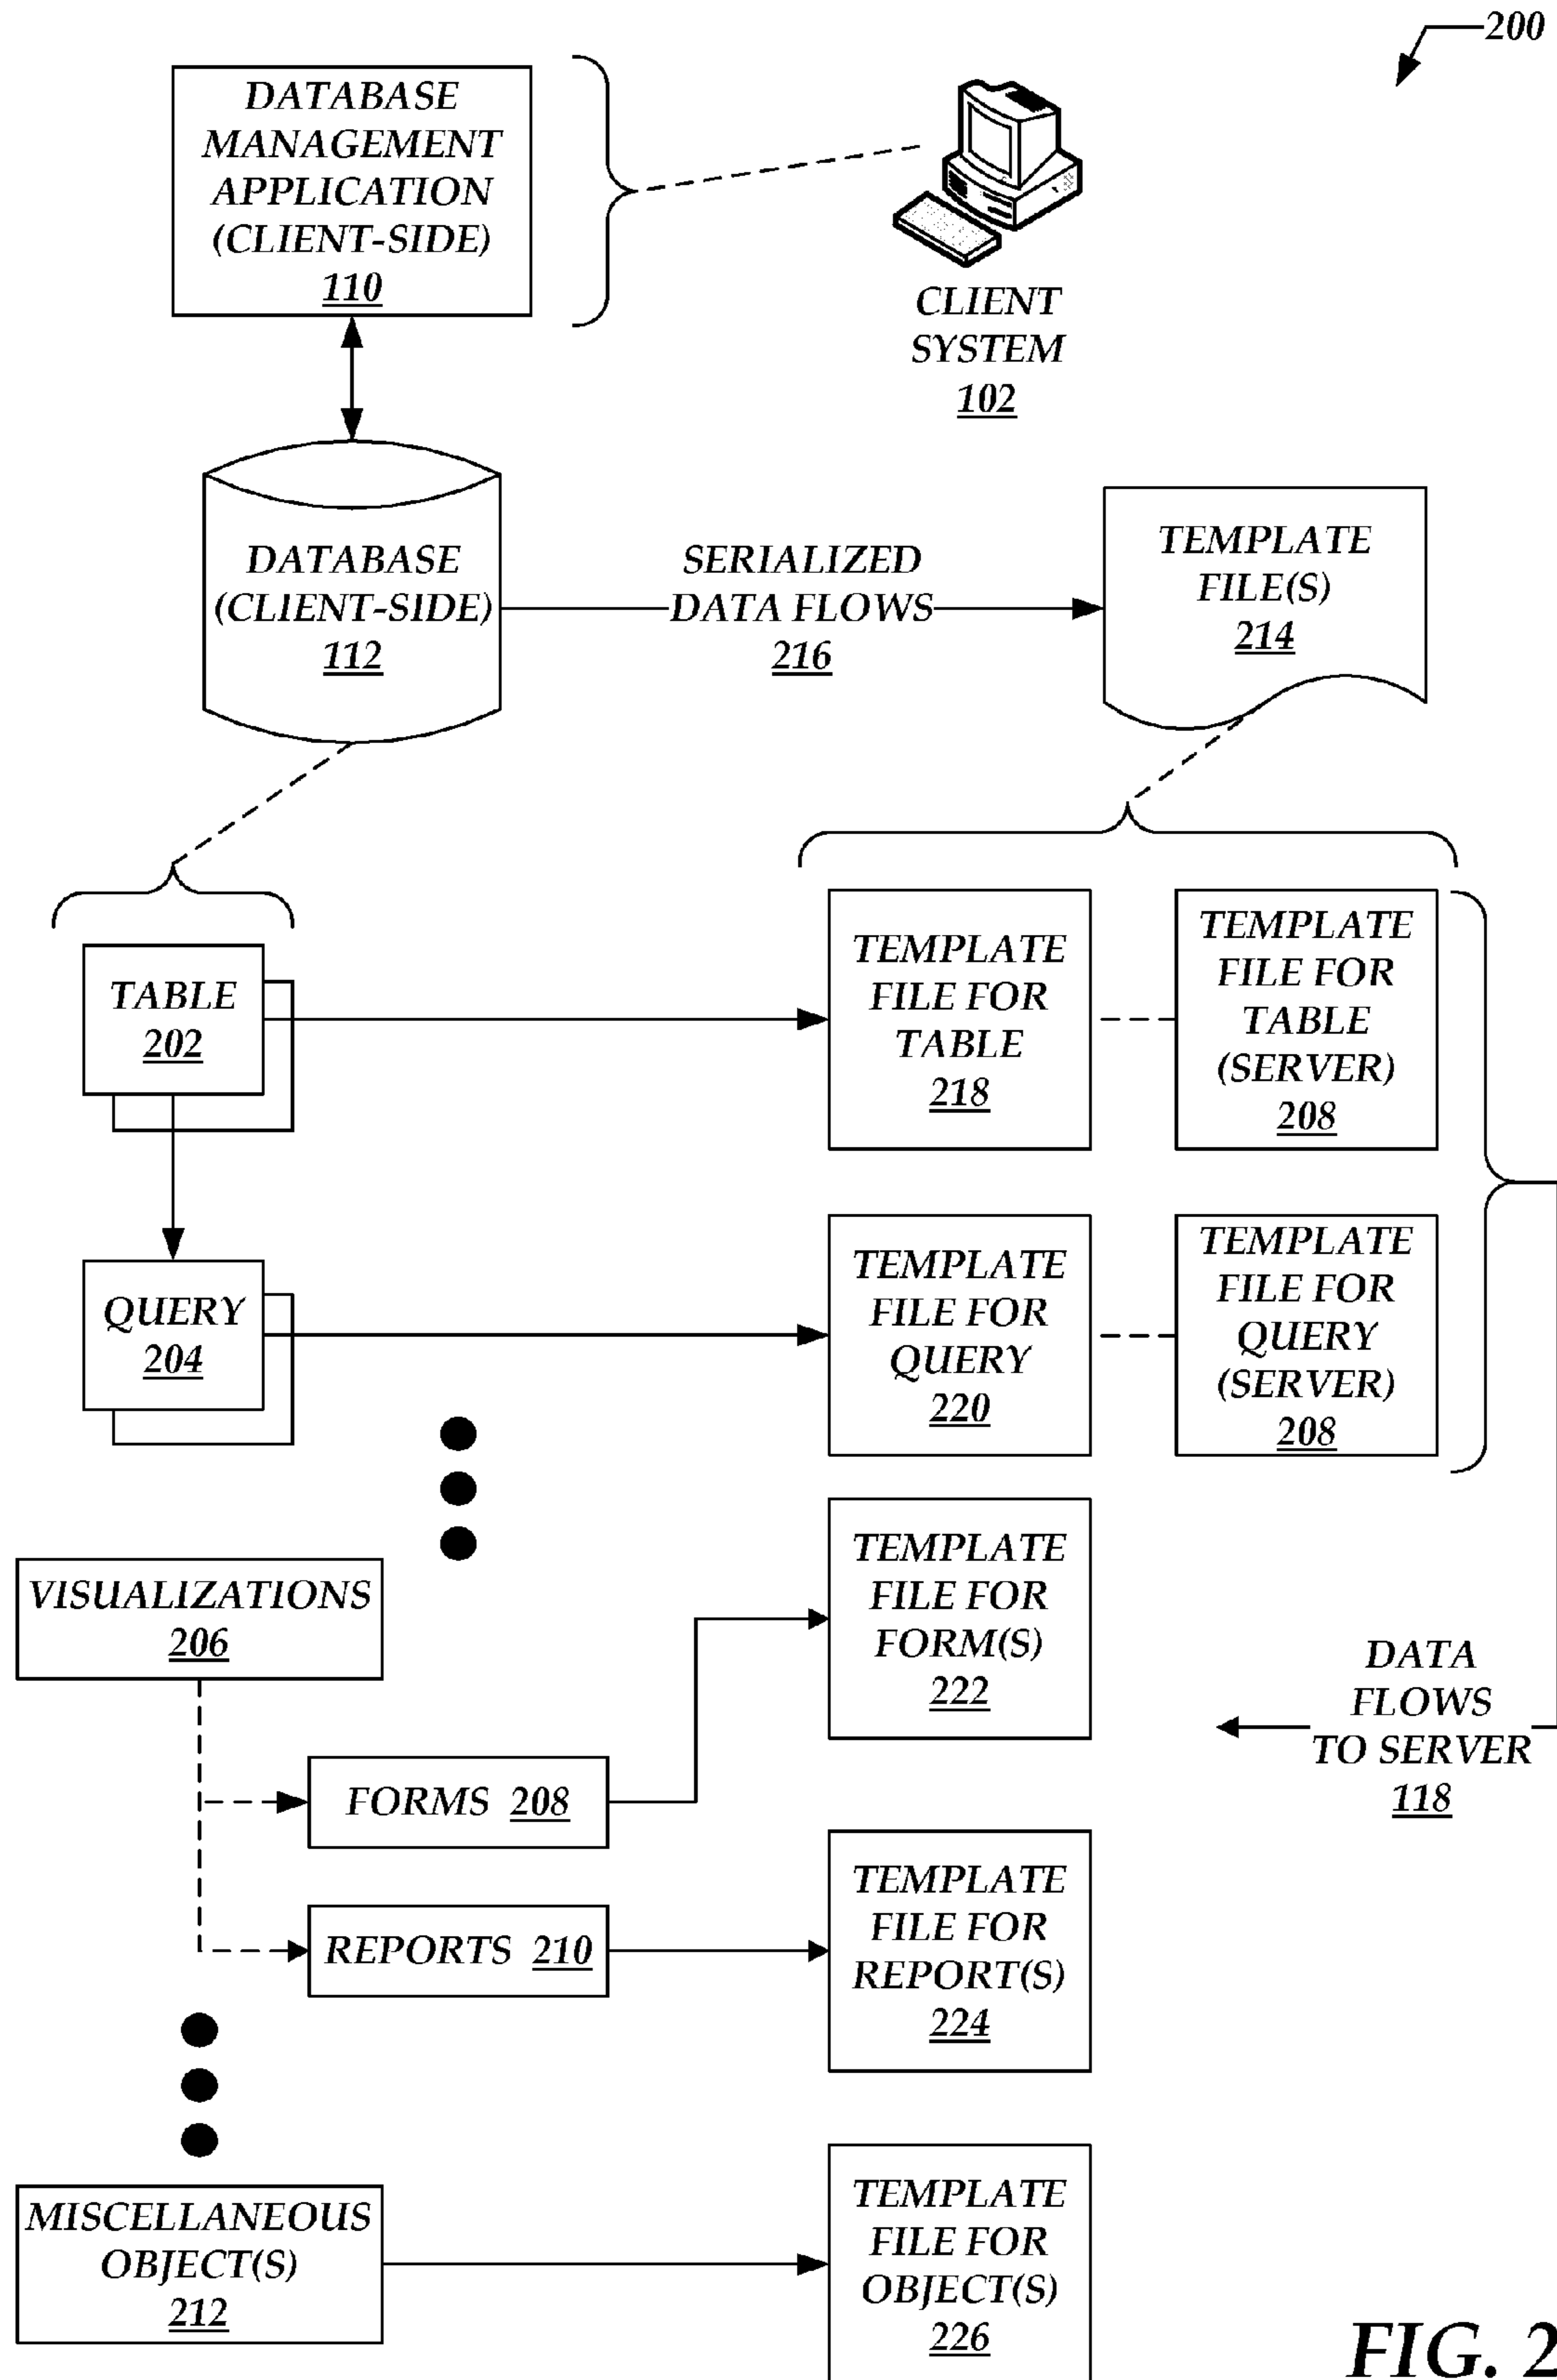 200
DATABASE
MANAGEMENT
APPLICATION
(CLIENT-SIDE)
110
CLIENT
SYSTEM
102
DATABASE
(CLIENT-SIDE)
112
SERIALIZED
DATA FLOWS
216
TEMPLATE
FILE(S)
214
TABLE
202
TEMPLATE
FILE FOR
TABLE
218
TEMPLATE
FILE FOR
TABLE
(SERVER)
208
QUERY
204
TEMPLATE
FILE FOR
QUERY
220
TEMPLATE
FILE FOR
QUERY
(SERVER)
208
VISUALIZATIONS
206
TEMPLATE
FILE FOR
FORM(S)
222
DATA
FLOWS
TO SERVER
118
FORMS 208
REPORTS 210
TEMPLATE
FILE FOR
REPORT(S)
224
MISCELLANEOUS
OBJECT(S)
212
TEMPLATE
FILE FOR
OBJECT(S)
226
FIG. 2